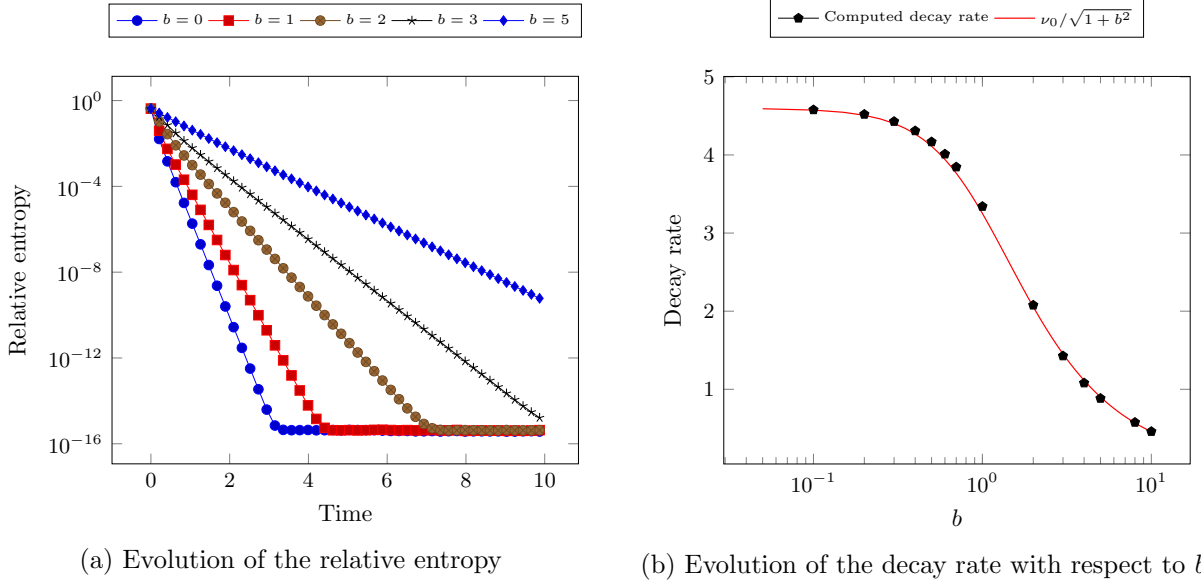 b = 0 b = 1 b = 2 b = 3 b = 5
10^0
10^{-4}
10^{-8}
10^{-12}
10^{-16}
Relative entropy
0 2 4 6 8 10
Time
(a) Evolution of the relative entropy
Computed decay rate ν_0/√(1 + b^2)
5
4
3
2
1
Decay rate
10^{-1} 10^0 10^1
b
(b) Evolution of the decay rate with respect to b